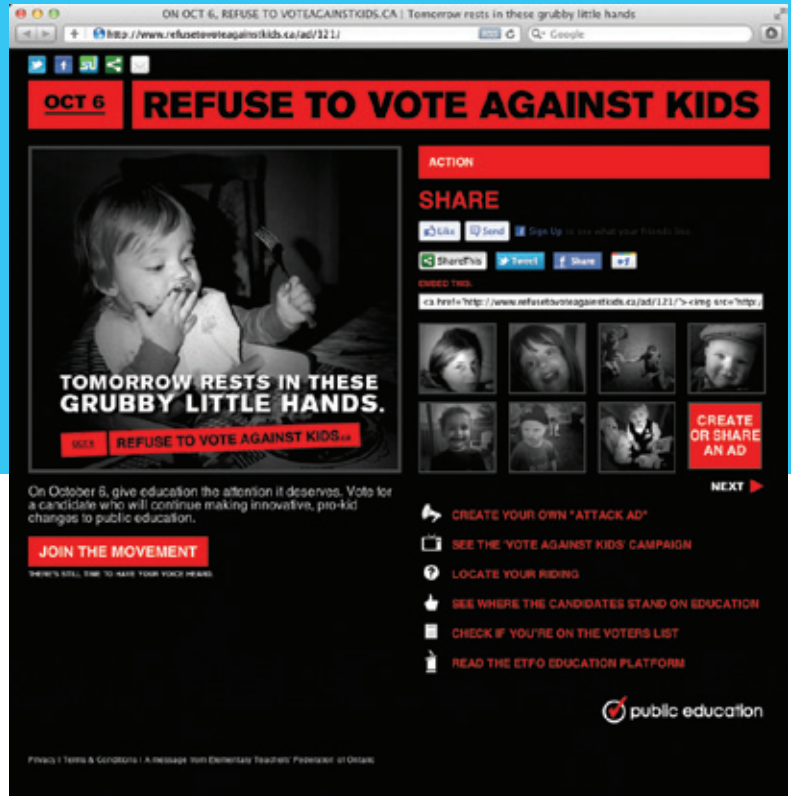 ON OCT 6, REFUSE TO VOTEAGAINSTKIDS.CA | Tomorrow rests in these grubby little hands
http://www.refusetovoteagainstkids.ca/ad/121/
Google
OCT 6
REFUSE TO VOTE AGAINST KIDS
TOMORROW RESTS IN THESE
GRUBBY LITTLE HANDS.
OCT 6 REFUSE TO VOTE AGAINST KIDS.ca
On October 6, give education the attention it deserves. Vote for
a candidate who will continue making innovative, pro-kid
changes to public education.
JOIN THE MOVEMENT
THERE'S STILL TIME TO HAVE YOUR VOICE HEARD.
ACTION
SHARE
Like Send Sign Up to see what your friends like.
ShareThis Tweet Share +1
EMBED THIS:
<a href="http://www.refusetovoteagainstkids.ca/ad/121/"><img src="http:/
CREATE
OR SHARE
AN AD
NEXT
CREATE YOUR OWN "ATTACK AD"
SEE THE 'VOTE AGAINST KIDS' CAMPAIGN
LOCATE YOUR RIDING
SEE WHERE THE CANDIDATES STAND ON EDUCATION
CHECK IF YOU'RE ON THE VOTERS LIST
READ THE ETFO EDUCATION PLATFORM
public education
Privacy | Terms & Conditions | A message from Elementary Teachers' Federation of Ontario